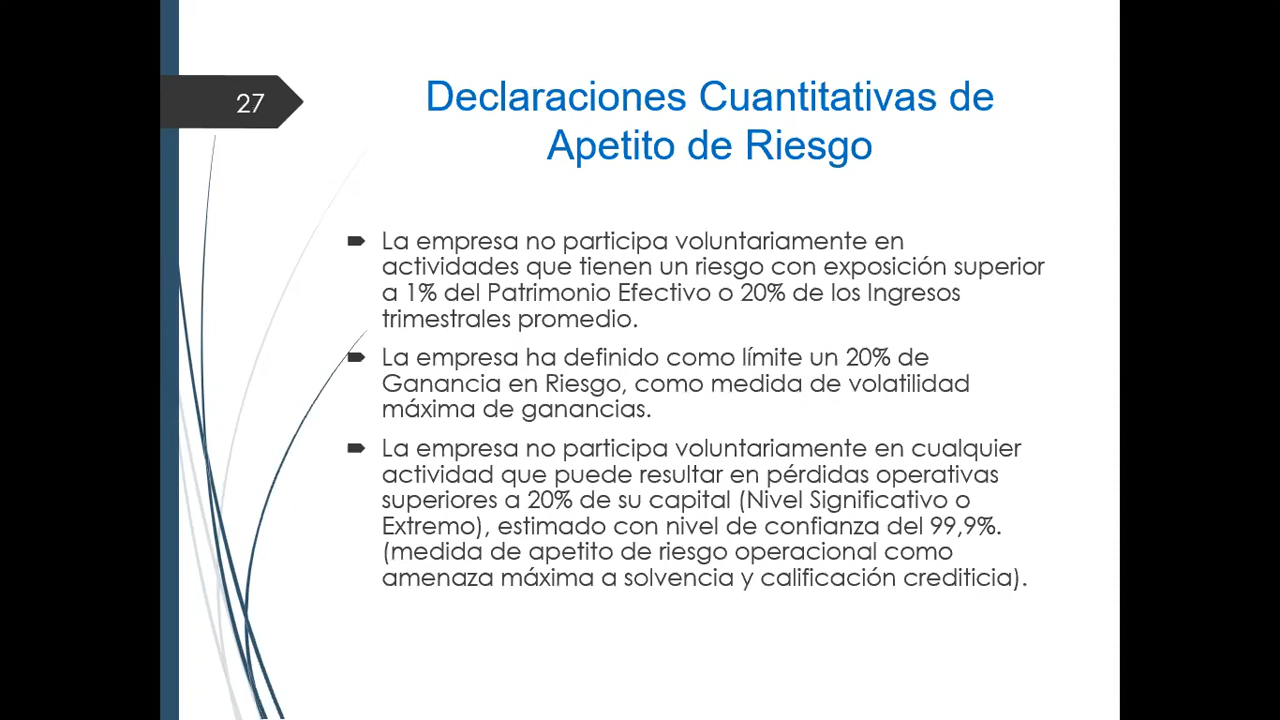 27
Declaraciones Cuantitativas de
Apetito de Riesgo
La empresa no participa voluntariamente en
actividades que tienen un riesgo con exposición superior
a 1% del Patrimonio Efectivo o 20% de los Ingresos
trimestrales promedio.
La empresa ha definido como límite un 20% de
Ganancia en Riesgo, como medida de volatilidad
máxima de ganancias.
La empresa no participa voluntariamente en cualquier
actividad que puede resultar en pérdidas operativas
superiores a 20% de su capital (Nivel Significativo o
Extremo), estimado con nivel de confianza del 99,9%.
(medida de apetito de riesgo operacional como
amenaza máxima a solvencia y calificación crediticia).